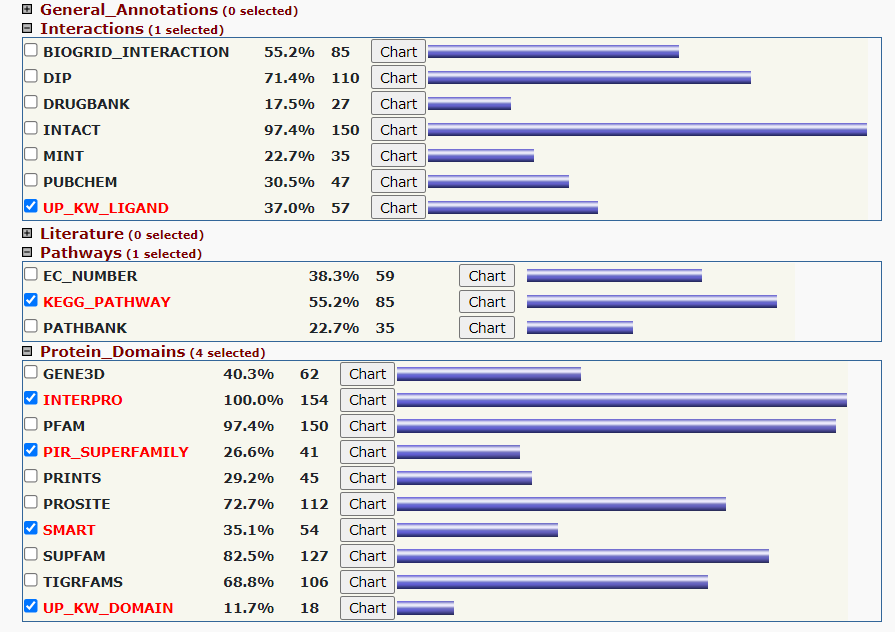 General_Annotations (0 selected)
Interactions (1 selected)
BIOGRID_INTERACTION 55.2% 85 Chart
DIP 71.4% 110 Chart
DRUGBANK 17.5% 27 Chart
INTACT 97.4% 150 Chart
MINT 22.7% 35 Chart
PUBCHEM 30.5% 47 Chart
UP_KW_LIGAND 37.0% 57 Chart
Literature (0 selected)
Pathways (1 selected)
EC_NUMBER 38.3% 59 Chart
KEGG_PATHWAY 55.2% 85 Chart
PATHBANK 22.7% 35 Chart
Protein_Domains (4 selected)
GENE3D 40.3% 62 Chart
INTERPRO 100.0% 154 Chart
PFAM 97.4% 150 Chart
PIR_SUPERFAMILY 26.6% 41 Chart
PRINTS 29.2% 45 Chart
PROSITE 72.7% 112 Chart
SMART 35.1% 54 Chart
SUPFAM 82.5% 127 Chart
TIGRFAMS 68.8% 106 Chart
UP_KW_DOMAIN 11.7% 18 Chart